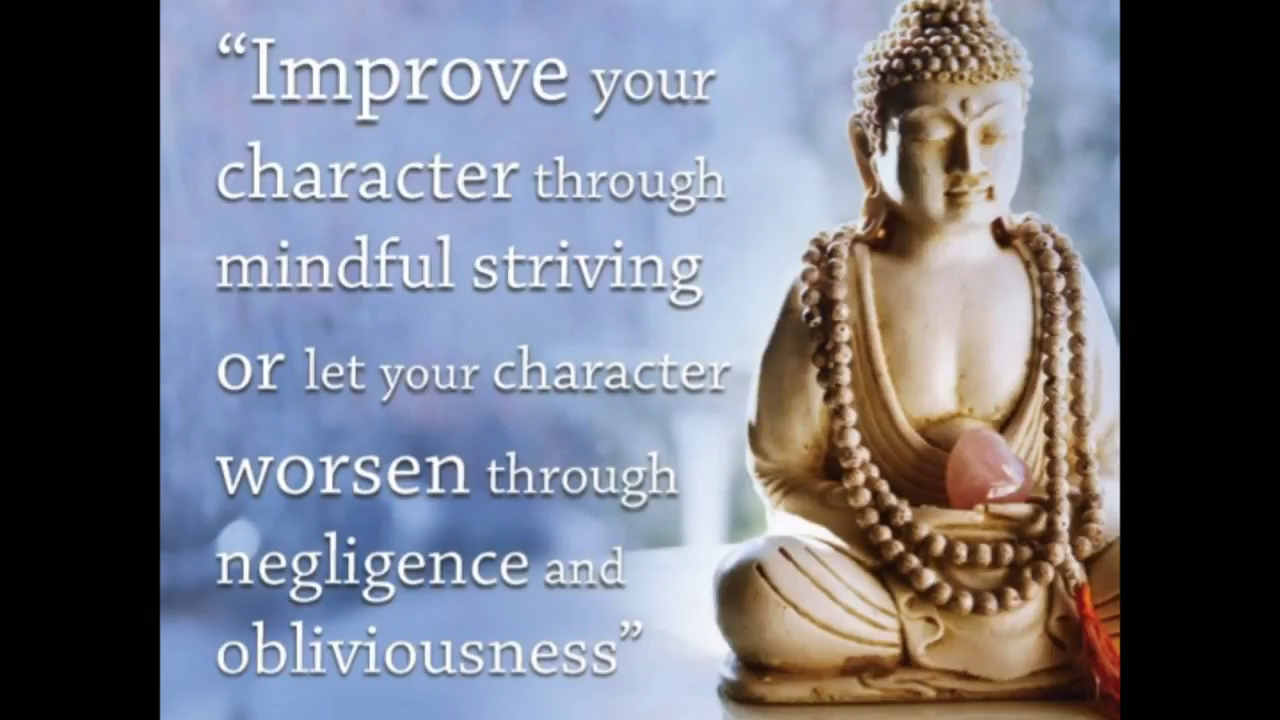 “Improve your
character through
mindful striving
or let your character
worsen through
negligence and
obliviousness”